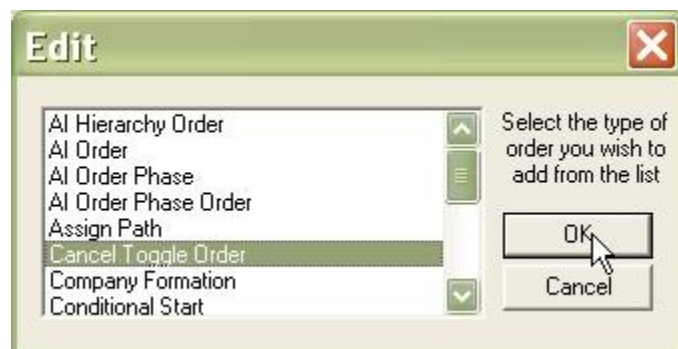 Edit
AI Hierarchy Order
AI Order
AI Order Phase
AI Order Phase Order
Assign Path
Cancel Toggle Order
Company Formation
Conditional Start
Select the type of
order you wish to
add from the list
OK
Cancel